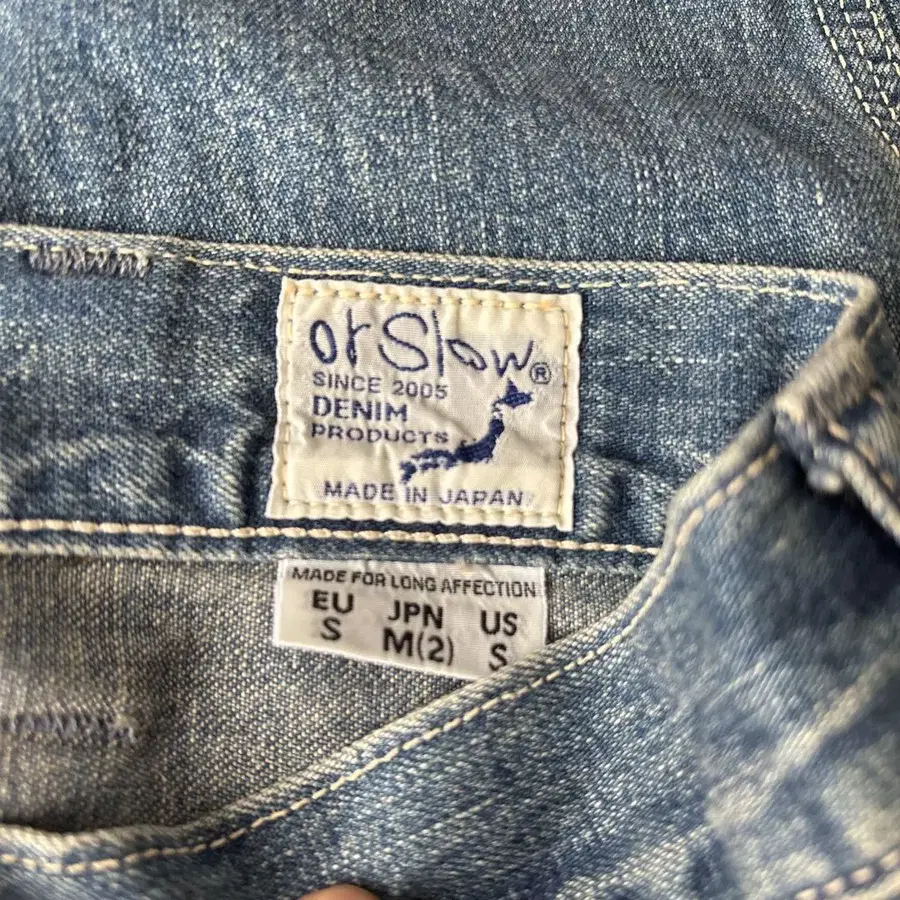 orSlow®
SINCE 2005
DENIM
PRODUCTS
MADE IN JAPAN
MADE FOR LONG AFFECTION
EU JPN US
S M(2) S